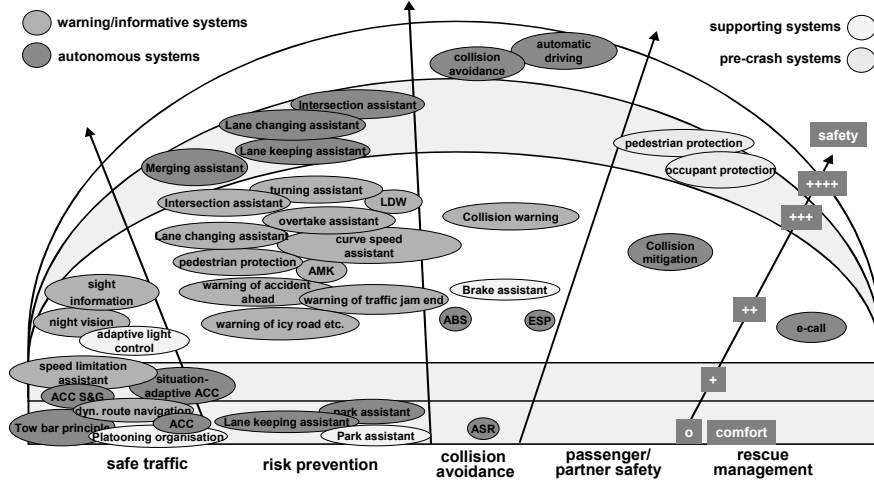 warning/informative systems
autonomous systems
supporting systems
pre-crash systems
automatic
driving
collision
avoidance
Intersection assistant
Lane changing assistant
Lane keeping assistant
Merging assistant
pedestrian protection
occupant protection
safety
++++
+++
++
+
o
comfort
turning assistant
Intersection assistant
LDW
overtake assistant
Collision warning
Lane changing assistant
curve speed
assistant
pedestrian protection
AMK
Collision
mitigation
warning of accident
ahead
warning of traffic jam end
Brake assistant
sight
information
night vision
adaptive light
control
warning of icy road etc.
ABS
ESP
e-call
speed limitation
assistant
situation-
adaptive ACC
ACC S&G
dyn. route navigation
ACC
Tow bar principle
Platooning organisation
park assistant
Lane keeping assistant
Park assistant
ASR
safe traffic
risk prevention
collision
avoidance
passenger/
partner safety
rescue
management